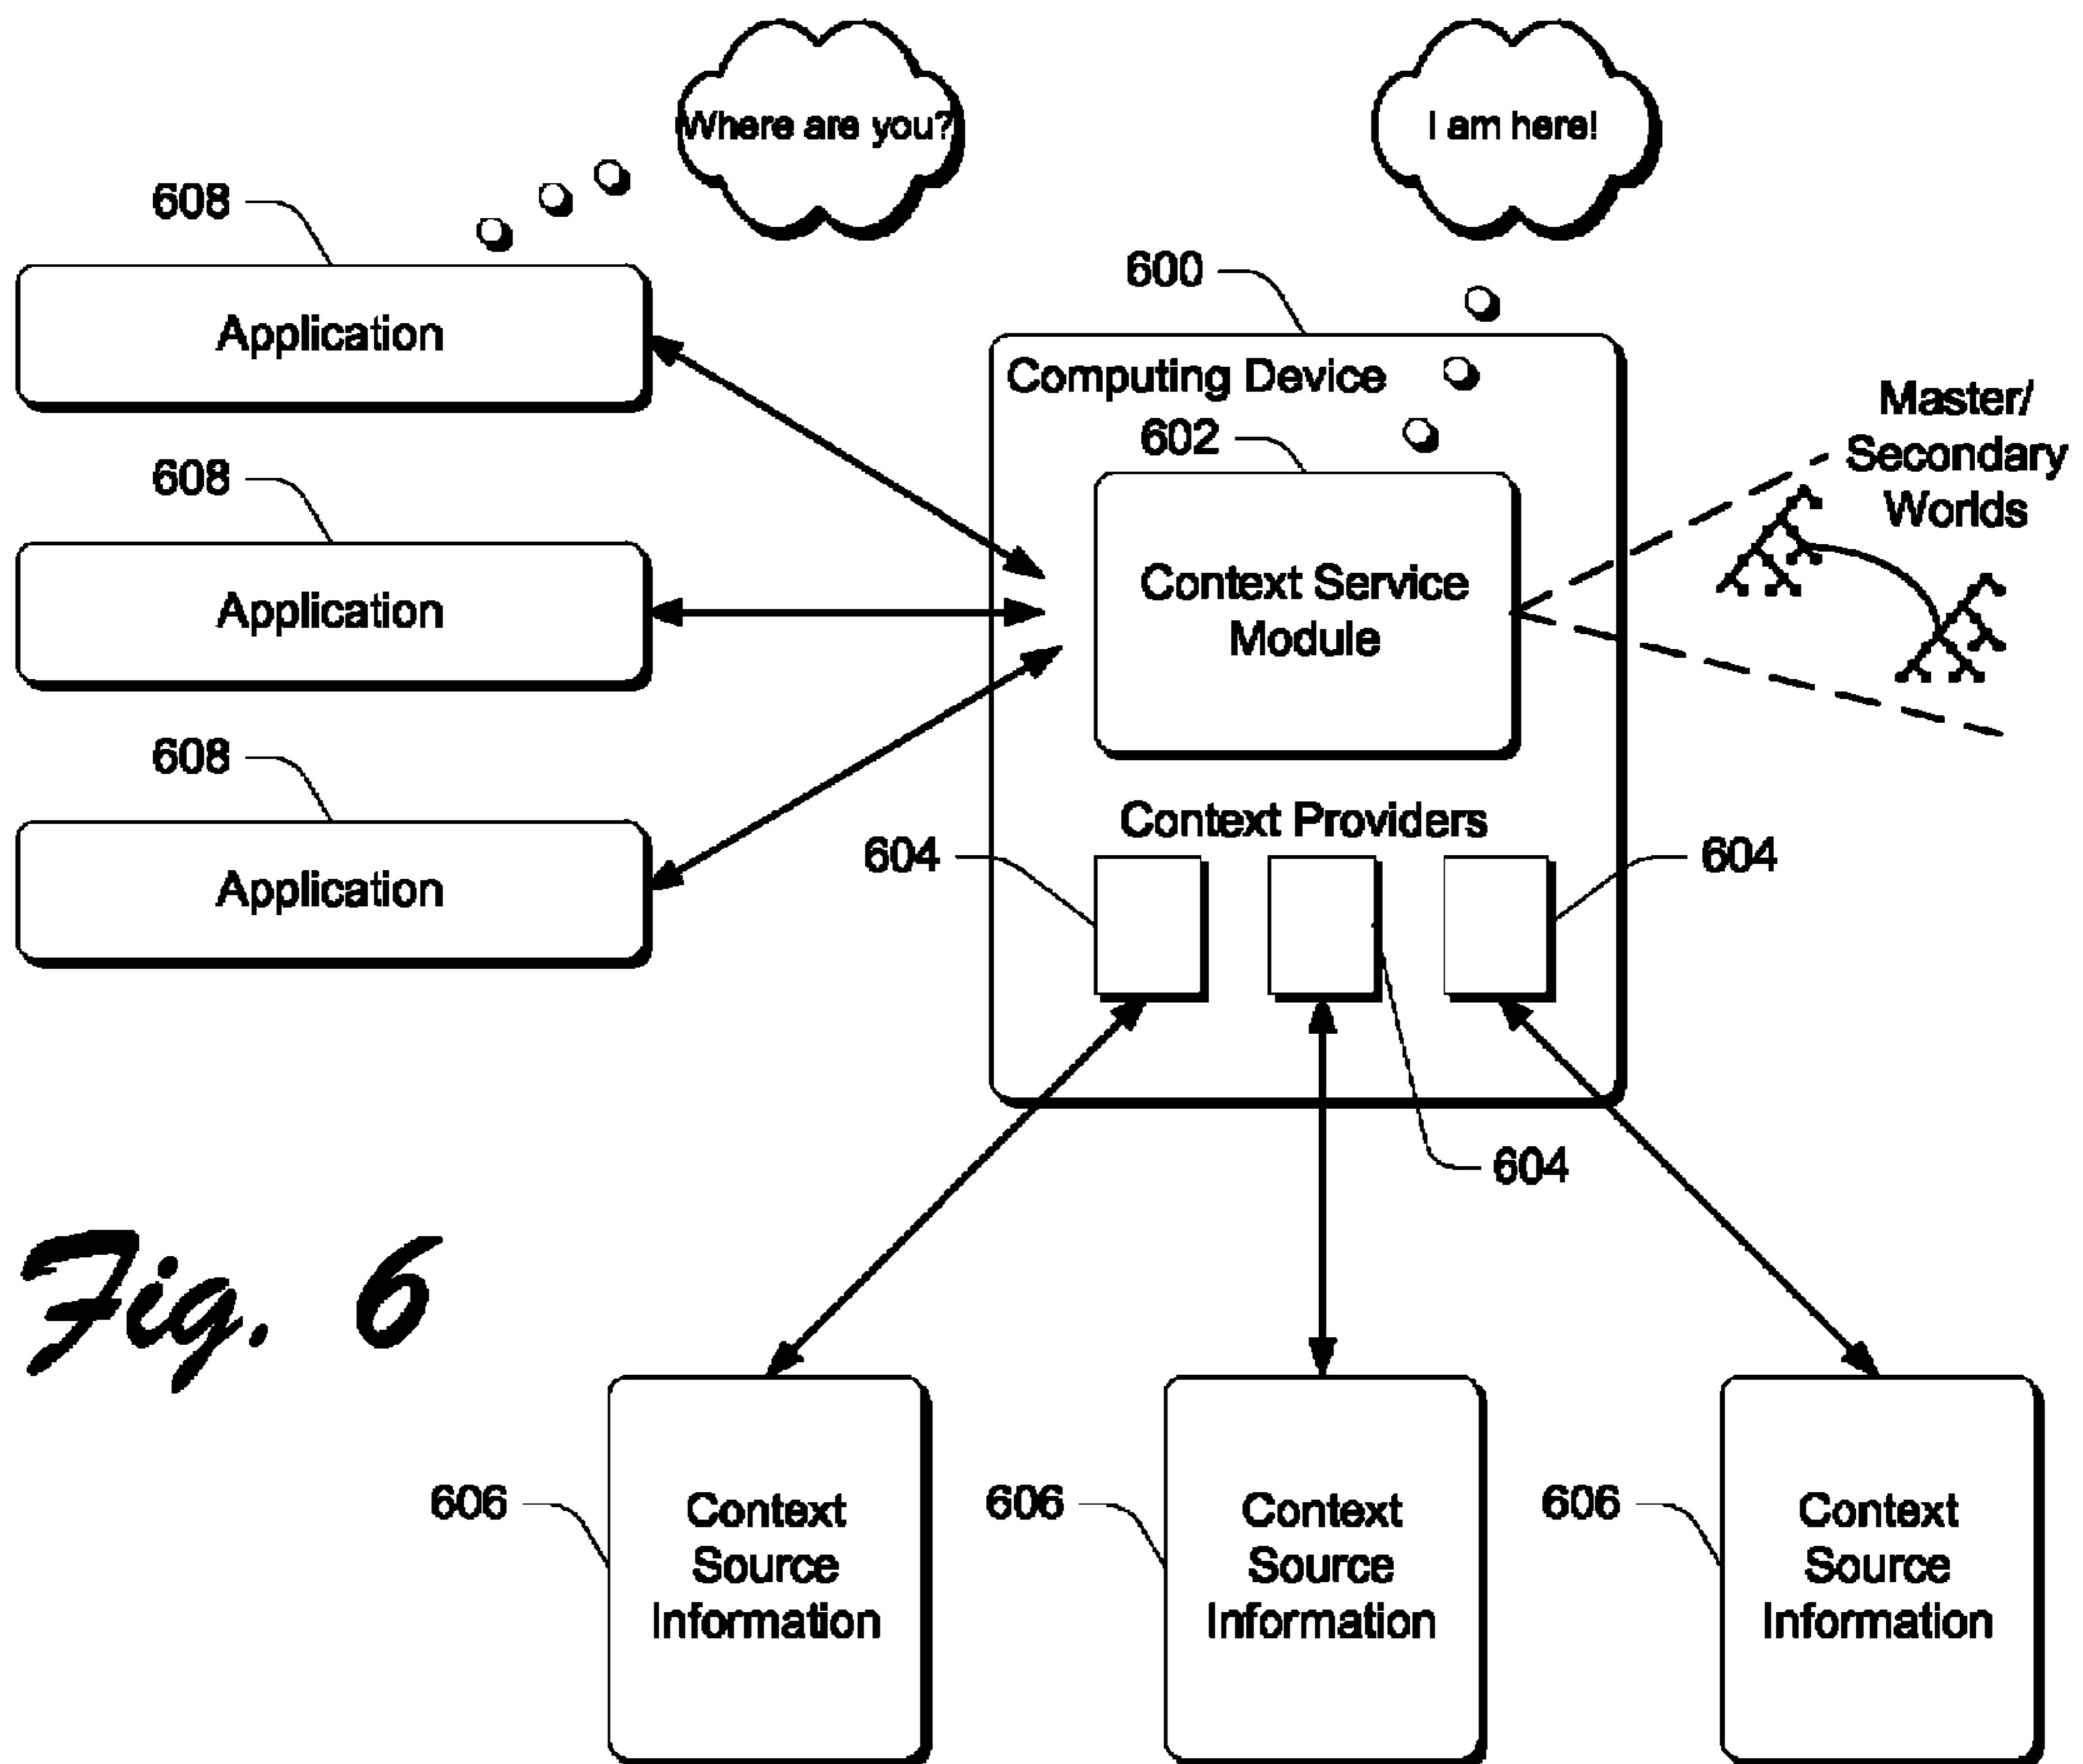 Where are you?
I am here!
608
Application
600
Computing Device
Master/
Secondary
Worlds
602
608
Application
Context Service
Module
608
Application
Context Providers
604
604
604
Fig. 6
606
Context
Source
Information
606
Context
Source
Information
606
Context
Source
Information